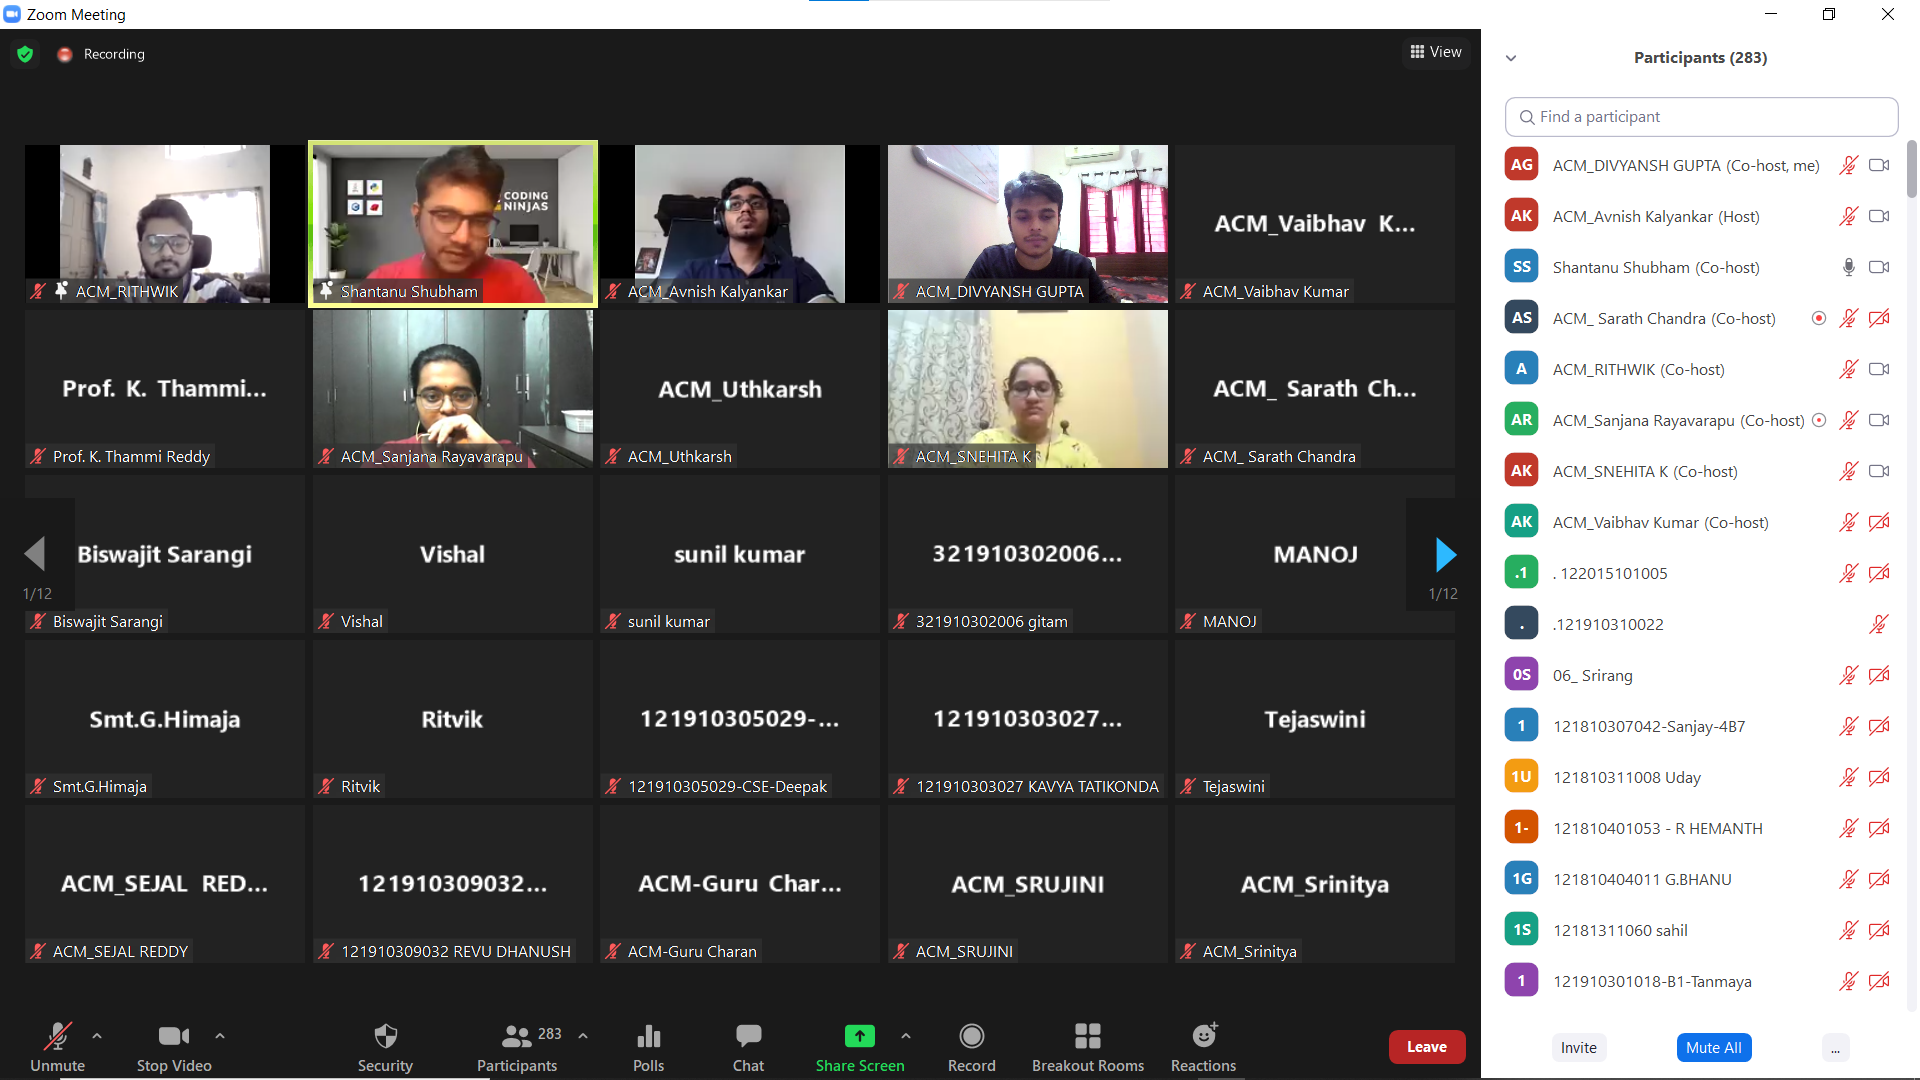 Zoom Meeting
Recording
View
CODING
NINJAS
ACM_RITHWIK
Shantanu Shubham
ACM_Avnish Kalyankar
ACM_DIVYANSH GUPTA
ACM_Vaibhav K...
ACM_Vaibhav Kumar
Prof. K. Thammi...
Prof. K. Thammi Reddy
ACM_Sanjana Rayavarapu
ACM_Uthkarsh
ACM_Uthkarsh
ACM_SNEHITA K
ACM_ Sarath Ch...
ACM_ Sarath Chandra
1/12
Biswajit Sarangi
Biswajit Sarangi
Vishal
Vishal
sunil kumar
sunil kumar
321910302006...
321910302006 gitam
MANOJ
MANOJ
1/12
Smt.G.Himaja
Smt.G.Himaja
Ritvik
Ritvik
121910305029-...
121910305029-CSE-Deepak
121910303027...
121910303027 KAVYA TATIKONDA
Tejaswini
Tejaswini
ACM_SEJAL RED...
ACM_SEJAL REDDY
121910309032...
121910309032 REVU DHANUSH
ACM-Guru Char...
ACM-Guru Charan
ACM_SRUJINI
ACM_SRUJINI
ACM_Srinitya
ACM_Srinitya
Unmute
Stop Video
Security
283
Participants
Polls
Chat
Share Screen
Record
Breakout Rooms
Reactions
Leave
Participants (283)
Find a participant
AG ACM_DIVYANSH GUPTA (Co-host, me)
AK ACM_Avnish Kalyankar (Host)
SS Shantanu Shubham (Co-host)
AS ACM_ Sarath Chandra (Co-host)
A ACM_RITHWIK (Co-host)
AR ACM_Sanjana Rayavarapu (Co-host)
AK ACM_SNEHITA K (Co-host)
AK ACM_Vaibhav Kumar (Co-host)
.1 . 122015101005
. .121910310022
0S 06_ Srirang
1 121810307042-Sanjay-4B7
1U 121810311008 Uday
1- 121810401053 - R HEMANTH
1G 121810404011 G.BHANU
1S 12181311060 sahil
1 121910301018-B1-Tanmaya
Invite
Mute All
...